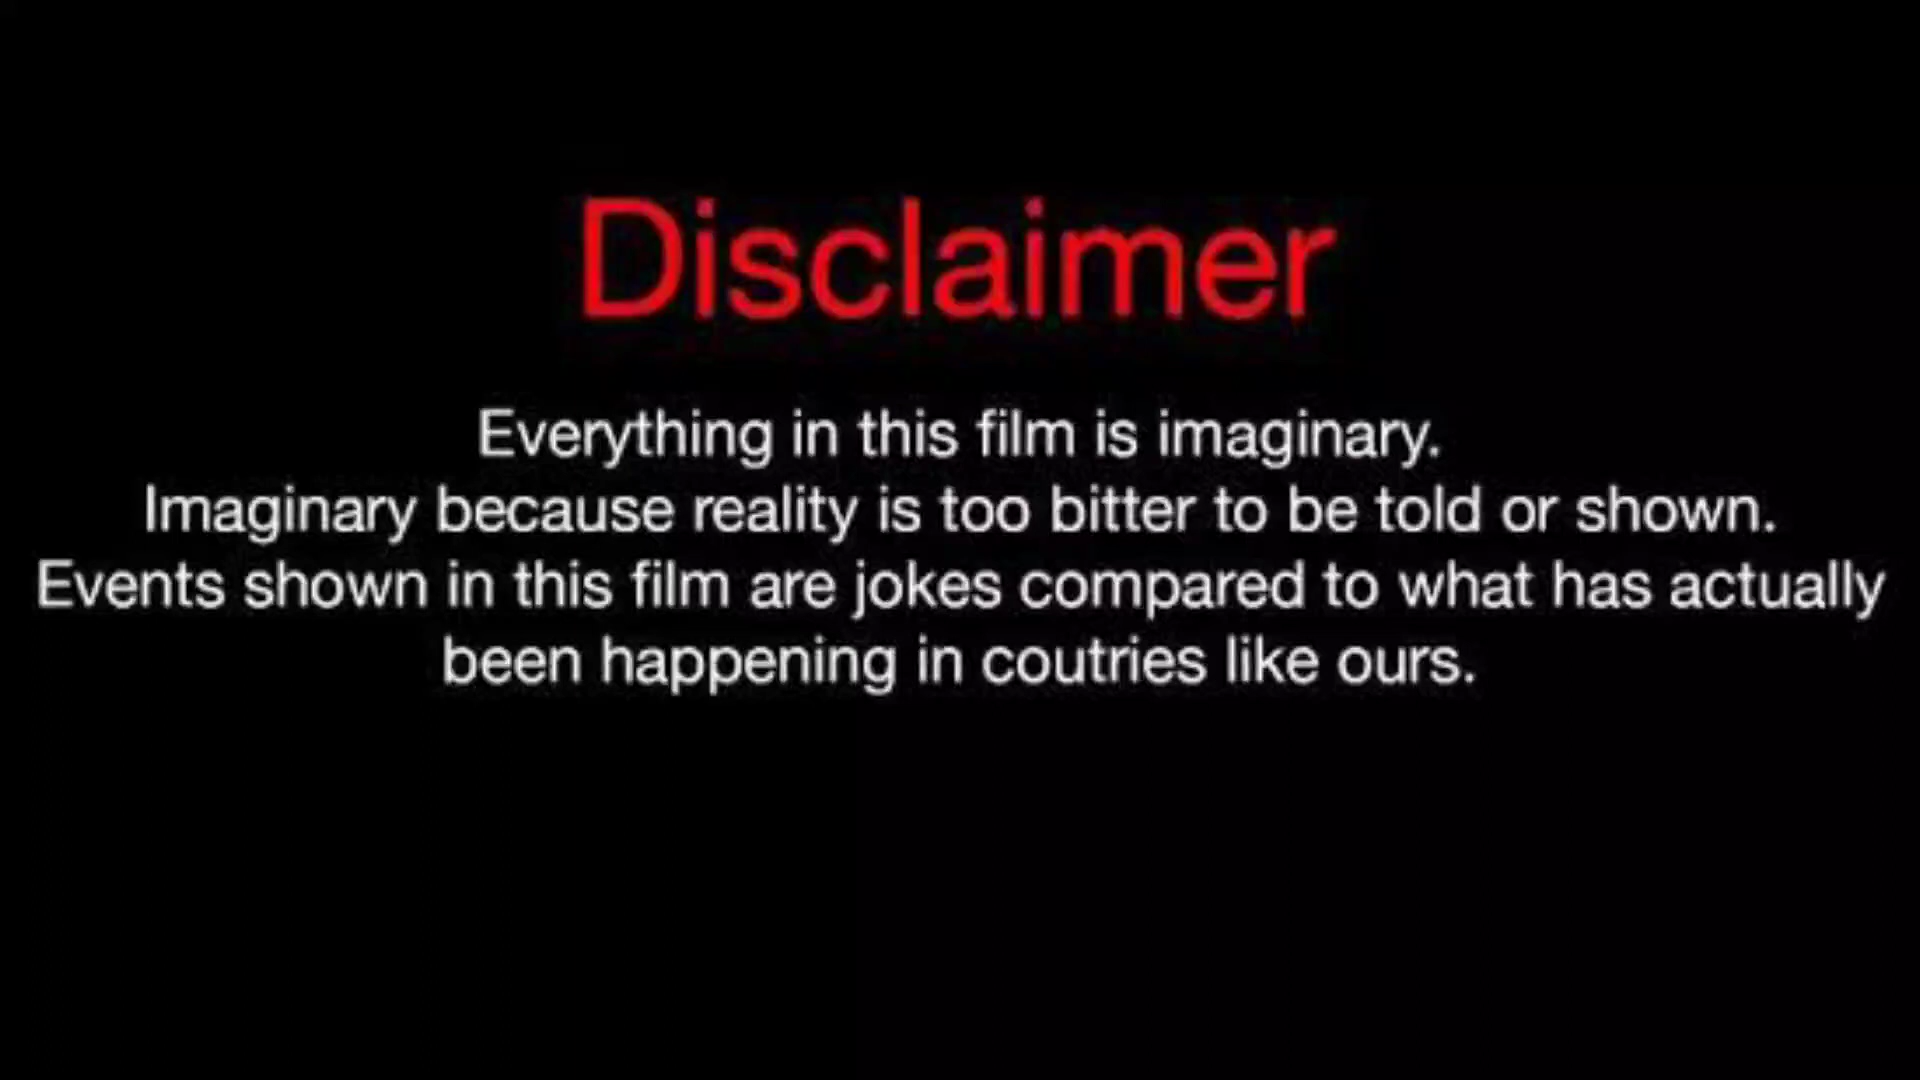 Disclaimer
Everything in this film is imaginary.
Imaginary because reality is too bitter to be told or shown.
Events shown in this film are jokes compared to what has actually
been happening in coutries like ours.